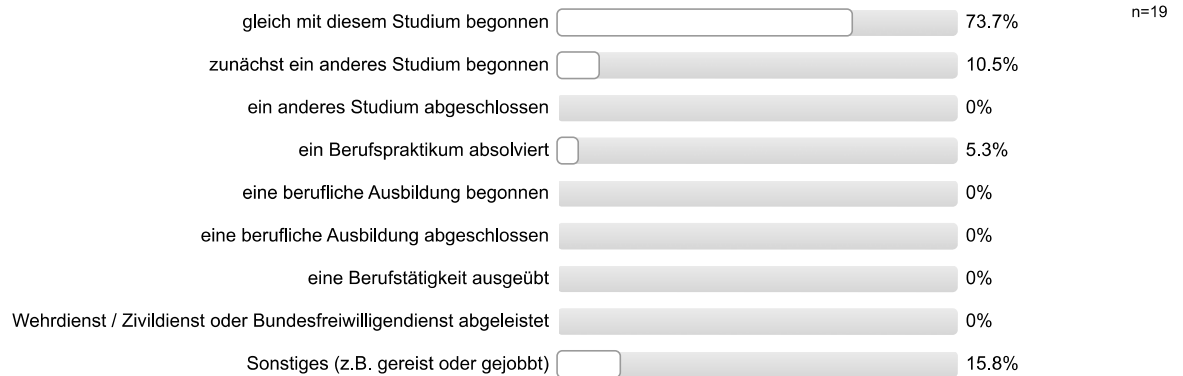 gleich mit diesem Studium begonnen 73.7% n=19
zunächst ein anderes Studium begonnen 10.5%
ein anderes Studium abgeschlossen 0%
ein Berufspraktikum absolviert 5.3%
eine berufliche Ausbildung begonnen 0%
eine berufliche Ausbildung abgeschlossen 0%
eine Berufstätigkeit ausgeübt 0%
Wehrdienst / Zivildienst oder Bundesfreiwilligendienst abgeleistet 0%
Sonstiges (z.B. gereist oder gejobbt) 15.8%